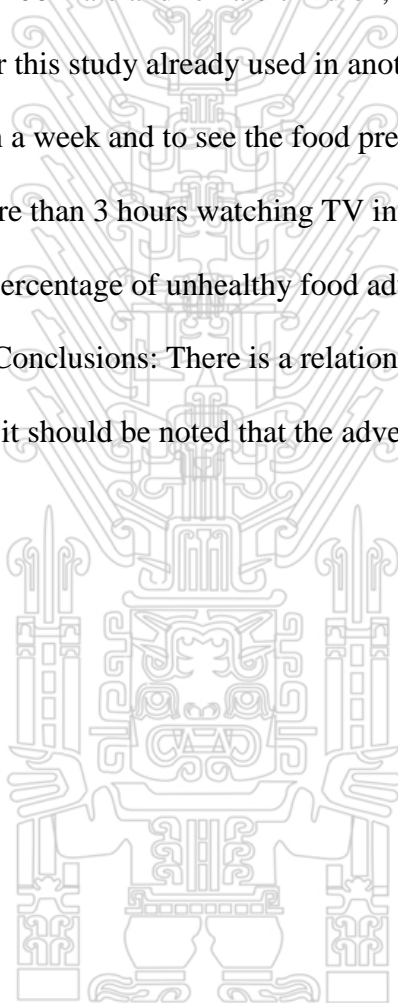 r this study already used in anot
n a week and to see the food pre
re than 3 hours watching TV in
ercentage of unhealthy food ad
Conclusions: There is a relation
it should be noted that the adve